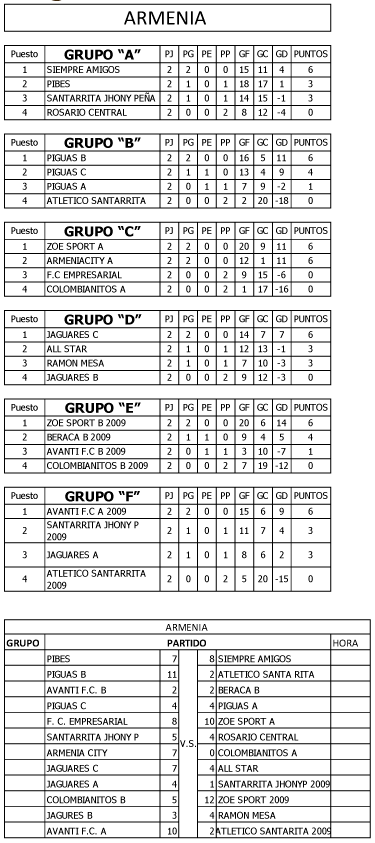 ARMENIA
Puesto GRUPO "A" PJ PG PE PP GF GC GD PUNTOS
1 SIEMPRE AMIGOS 2 2 0 0 15 11 4 6
2 PIBES 2 1 0 1 18 17 1 3
3 SANTARRITA JHONY PEÑA 2 1 0 1 14 15 -1 3
4 ROSARIO CENTRAL 2 0 0 2 8 12 -4 0
Puesto GRUPO "B" PJ PG PE PP GF GC GD PUNTOS
1 PIGUAS B 2 2 0 0 16 5 11 6
2 PIGUAS C 2 1 1 0 13 4 9 4
3 PIGUAS A 2 0 1 1 7 9 -2 1
4 ATLETICO SANTARRITA 2 0 0 2 2 20 -18 0
Puesto GRUPO "C" PJ PG PE PP GF GC GD PUNTOS
1 ZOE SPORT A 2 2 0 0 20 9 11 6
2 ARMENIACITY A 2 2 0 0 12 1 11 6
3 F.C EMPRESARIAL 2 0 0 2 9 15 -6 0
4 COLOMBIANITOS A 2 0 0 2 1 17 -16 0
Puesto GRUPO "D" PJ PG PE PP GF GC GD PUNTOS
1 JAGUARES C 2 2 0 0 14 7 7 6
2 ALL STAR 2 1 0 1 12 13 -1 3
3 RAMON MESA 2 1 0 1 7 10 -3 3
4 JAGUARES B 2 0 0 2 9 12 -3 0
Puesto GRUPO "E" PJ PG PE PP GF GC GD PUNTOS
1 ZOE SPORT B 2009 2 2 0 0 20 6 14 6
2 BERACA B 2009 2 1 1 0 9 4 5 4
3 AVANTI F.C B 2009 2 0 1 1 3 10 -7 1
4 COLOMBIANITOS B 2009 2 0 0 2 7 19 -12 0
Puesto GRUPO "F" PJ PG PE PP GF GC GD PUNTOS
1 AVANTI F.C A 2009 2 2 0 0 15 6 9 6
2 SANTARRITA JHONY P 2009 2 1 0 1 11 7 4 3
3 JAGUARES A 2 1 0 1 8 6 2 3
4 ATLETICO SANTARRITA 2009 2 0 0 2 5 20 -15 0
ARMENIA
GRUPO PARTIDO HORA
PIBES 7 8 SIEMPRE AMIGOS
PIGUAS B 11 2 ATLETICO SANTA RITA
AVANTI F.C. B 2 2 BERACA B
PIGUAS C 4 4 PIGUAS A
F. C. EMPRESARIAL 8 10 ZOE SPORT A
SANTARRITA JHONY P 5 4 ROSARIO CENTRAL
V.S.
ARMENIA CITY 7 0 COLOMBIANITOS A
JAGUARES C 7 4 ALL STAR
JAGUARES A 4 1 SANTARRITA JHONYP 2009
COLOMBIANITOS B 5 12 ZOE SPORT 2009
JAGURES B 3 4 RAMON MESA
AVANTI F.C. A 10 2 ATLETICO SANTARITA 2009